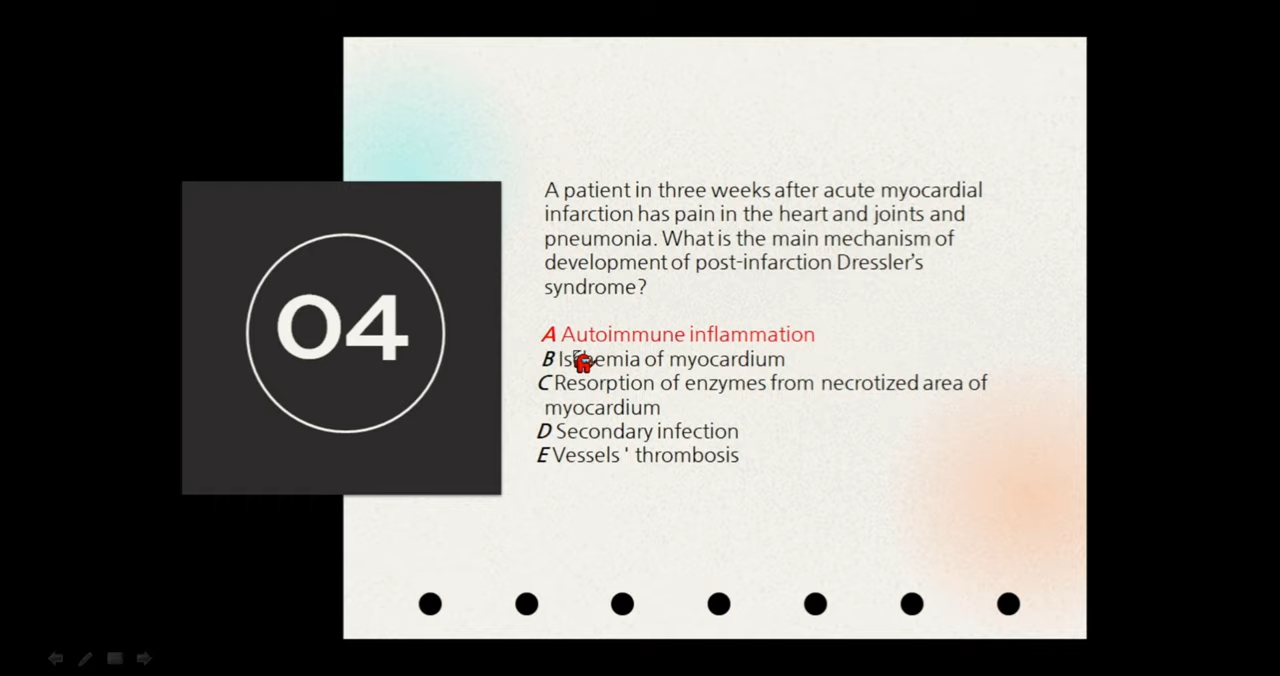 04
A patient in three weeks after acute myocardial
infarction has pain in the heart and joints and
pneumonia. What is the main mechanism of
development of post-infarction Dressler's
syndrome?
A Autoimmune inflammation
B Ischemia of myocardium
C Resorption of enzymes from necrotized area of
myocardium
D Secondary infection
E Vessels ' thrombosis